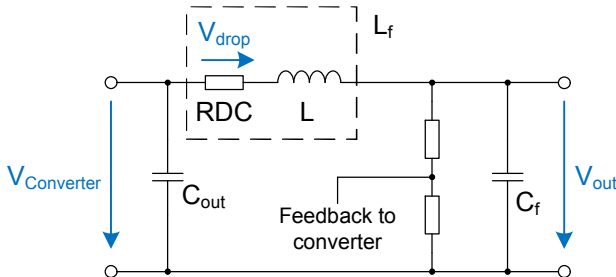 V_drop
L_f
RDC
L
V_Converter
C_out
Feedback to
converter
C_f
V_out